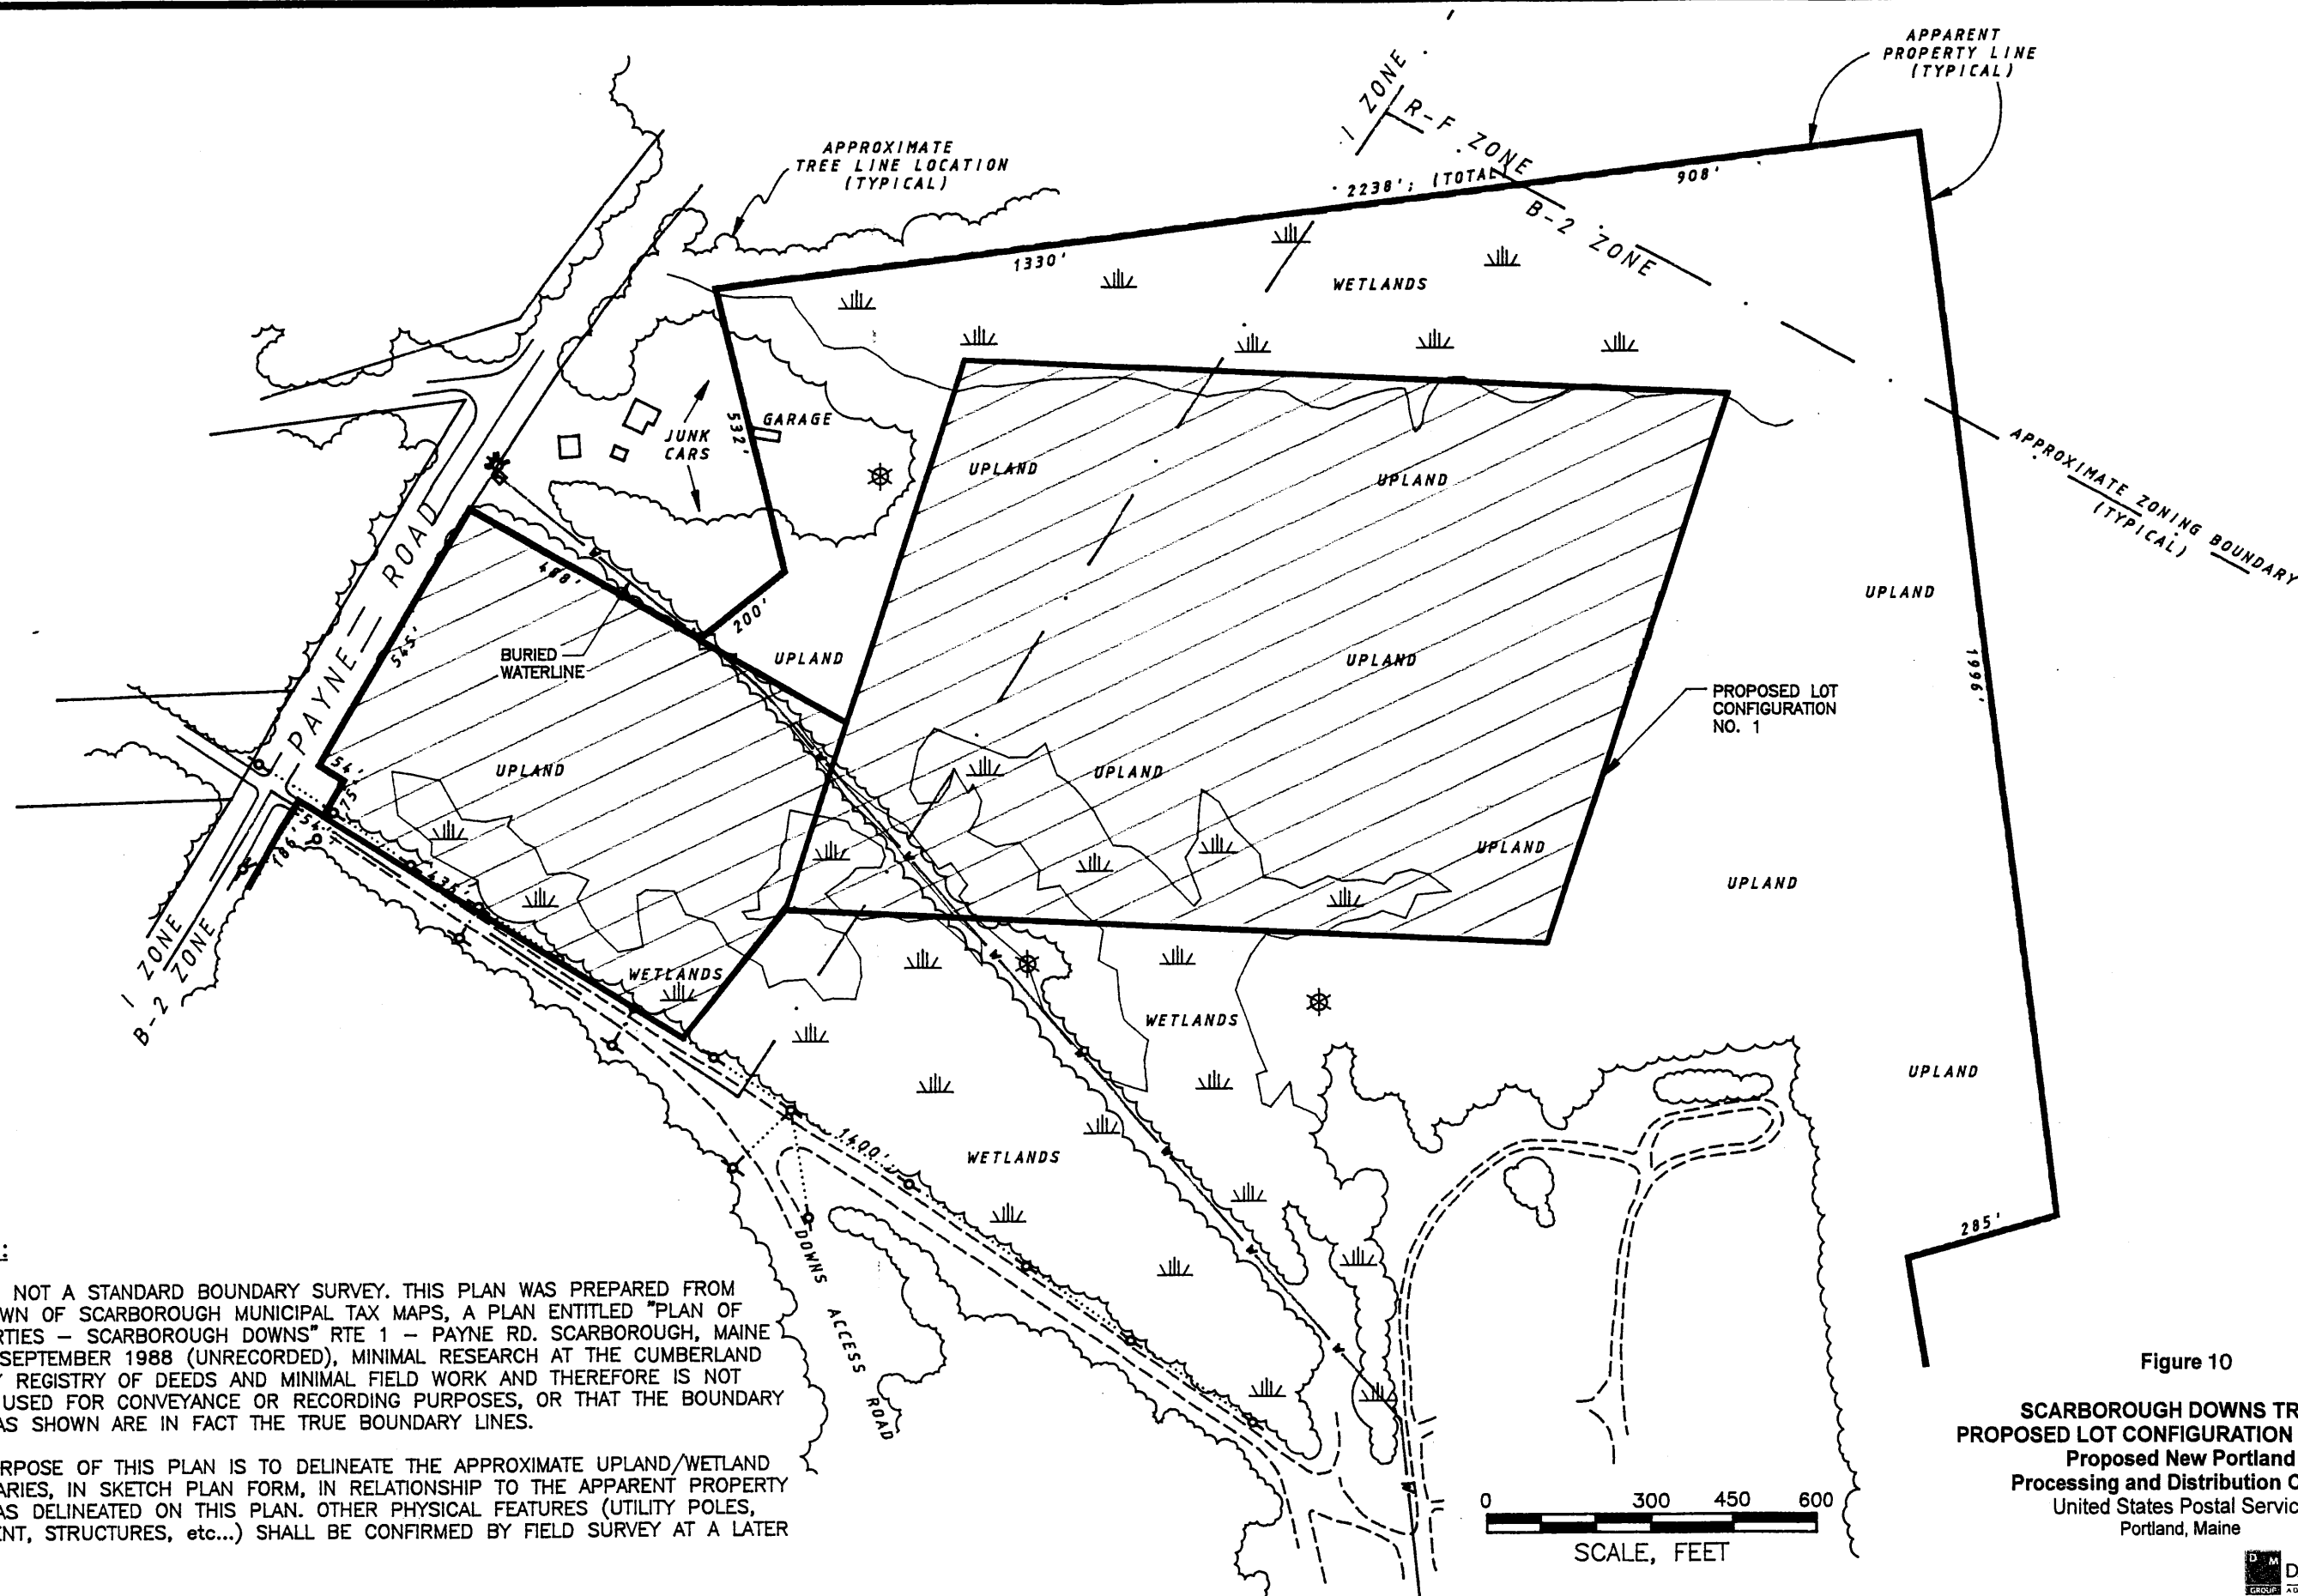 APPARENT
PROPERTY LINE
(TYPICAL)
I ZONE
R-F ZONE
B-2 ZONE
APPROXIMATE
TREE LINE LOCATION
(TYPICAL)
2238'; (TOTAL)
908'
1330'
WETLANDS
532'
GARAGE
JUNK
CARS
UPLAND
UPLAND
APPROXIMATE ZONING BOUNDARY
(TYPICAL)
PAYNE ROAD
545'
200'
BURIED
WATERLINE
UPLAND
UPLAND
UPLAND
1996'
PROPOSED LOT
CONFIGURATION
NO. 1
54'
75'
UPLAND
UPLAND
54'
186'
UPLAND
UPLAND
I ZONE
B-2 ZONE
WETLANDS
WETLANDS
UPLAND
1400'
WETLANDS
285'
DOWNS ACCESS ROAD
:
NOT A STANDARD BOUNDARY SURVEY. THIS PLAN WAS PREPARED FROM
WN OF SCARBOROUGH MUNICIPAL TAX MAPS, A PLAN ENTITLED "PLAN OF
RTIES – SCARBOROUGH DOWNS" RTE 1 – PAYNE RD. SCARBOROUGH, MAINE
SEPTEMBER 1988 (UNRECORDED), MINIMAL RESEARCH AT THE CUMBERLAND
Y REGISTRY OF DEEDS AND MINIMAL FIELD WORK AND THEREFORE IS NOT
USED FOR CONVEYANCE OR RECORDING PURPOSES, OR THAT THE BOUNDARY
AS SHOWN ARE IN FACT THE TRUE BOUNDARY LINES.
RPOSE OF THIS PLAN IS TO DELINEATE THE APPROXIMATE UPLAND/WETLAND
ARIES, IN SKETCH PLAN FORM, IN RELATIONSHIP TO THE APPARENT PROPERTY
AS DELINEATED ON THIS PLAN. OTHER PHYSICAL FEATURES (UTILITY POLES,
ENT, STRUCTURES, etc...) SHALL BE CONFIRMED BY FIELD SURVEY AT A LATER
0 300 450 600
SCALE, FEET
Figure 10
SCARBOROUGH DOWNS TR
PROPOSED LOT CONFIGURATION
Proposed New Portland
Processing and Distribution C
United States Postal Servic
Portland, Maine
D M
GROUP
D